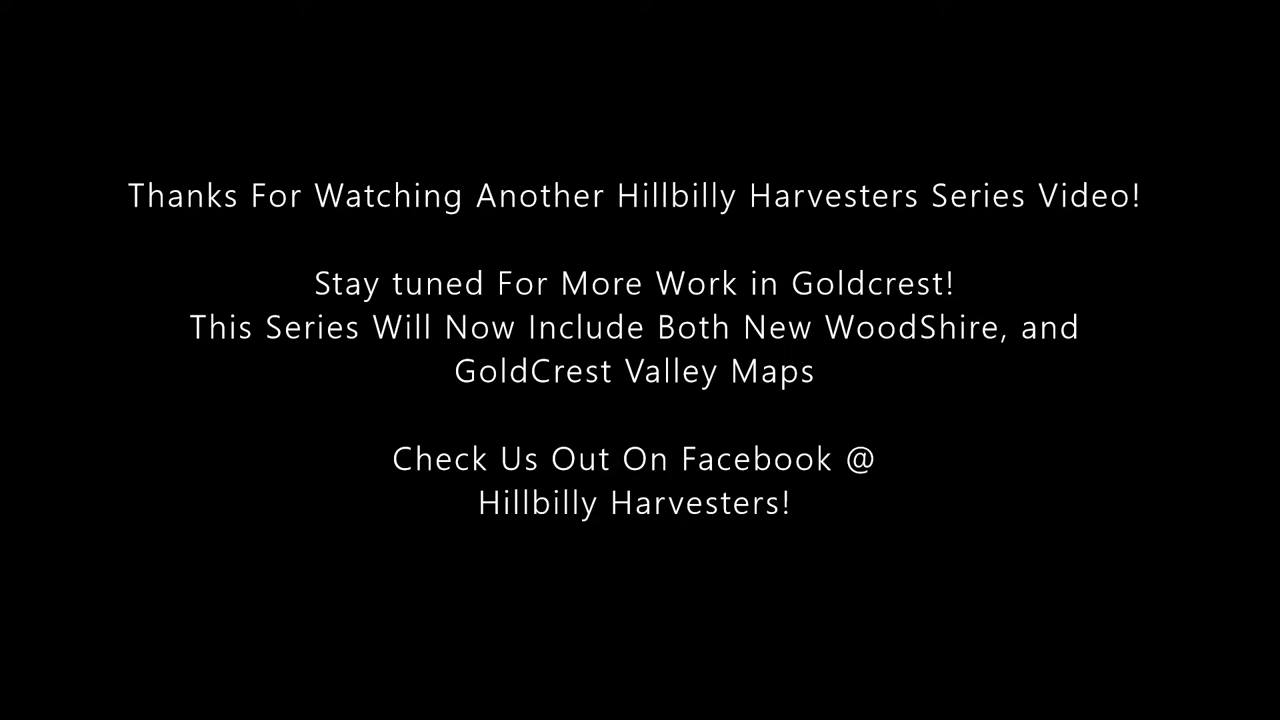 Thanks For Watching Another Hillbilly Harvesters Series Video!
Stay tuned For More Work in Goldcrest!
This Series Will Now Include Both New WoodShire, and
GoldCrest Valley Maps
Check Us Out On Facebook @
Hillbilly Harvesters!